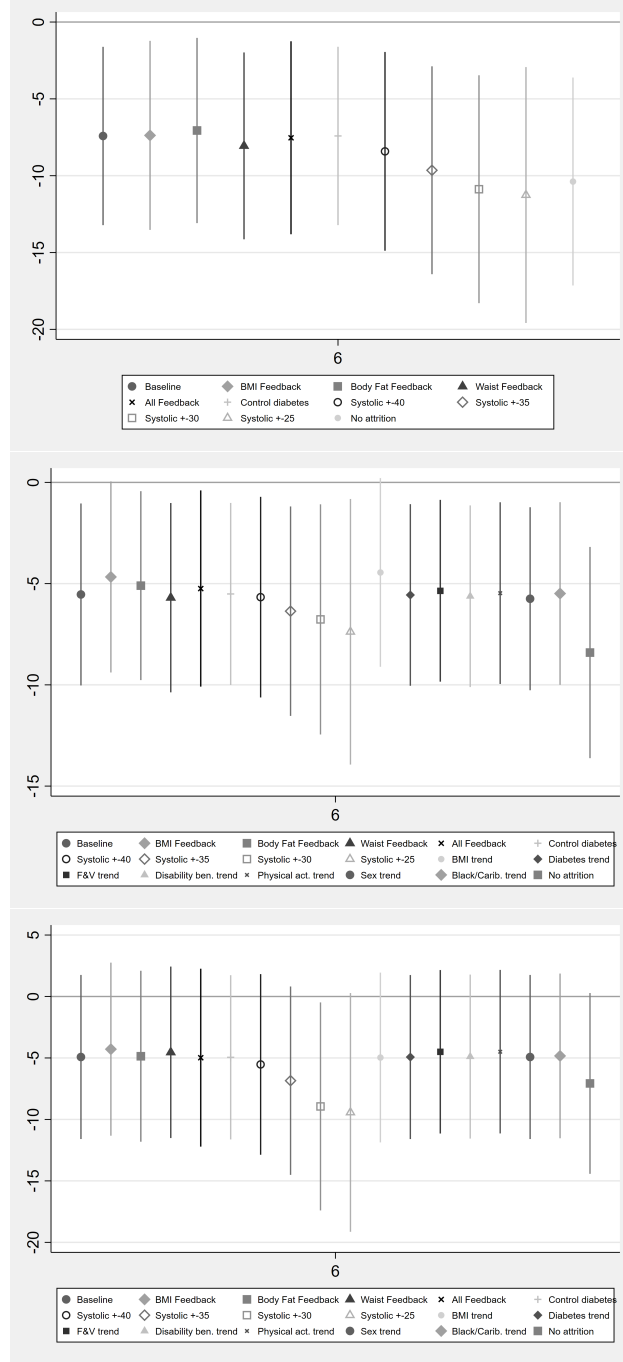 0
-5
-10
-15
-20
6
Baseline BMI Feedback Body Fat Feedback Waist Feedback
All Feedback Control diabetes Systolic +-40 Systolic +-35
Systolic +-30 Systolic +-25 No attrition
0
-5
-10
-15
6
Baseline BMI Feedback Body Fat Feedback Waist Feedback All Feedback Control diabetes
Systolic +-40 Systolic +-35 Systolic +-30 Systolic +-25 BMI trend Diabetes trend
F&V trend Disability ben. trend Physical act. trend Sex trend Black/Carib. trend No attrition
5
0
-5
-10
-15
-20
6
Baseline BMI Feedback Body Fat Feedback Waist Feedback All Feedback Control diabetes
Systolic +-40 Systolic +-35 Systolic +-30 Systolic +-25 BMI trend Diabetes trend
F&V trend Disability ben. trend Physical act. trend Sex trend Black/Carib. trend No attrition